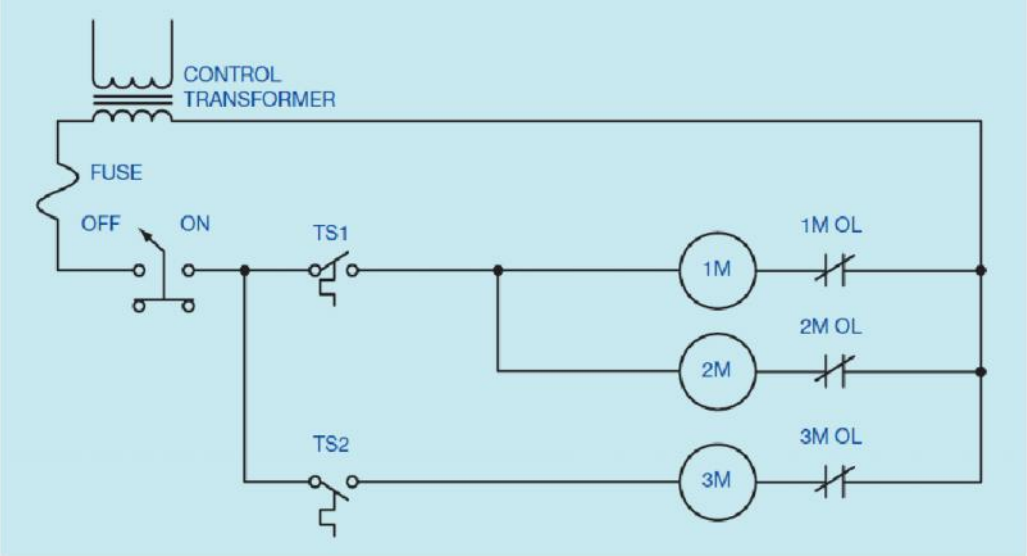 CONTROL
TRANSFORMER
FUSE
OFF ON
TS1
1M OL
1M
2M OL
2M
TS2
3M OL
3M